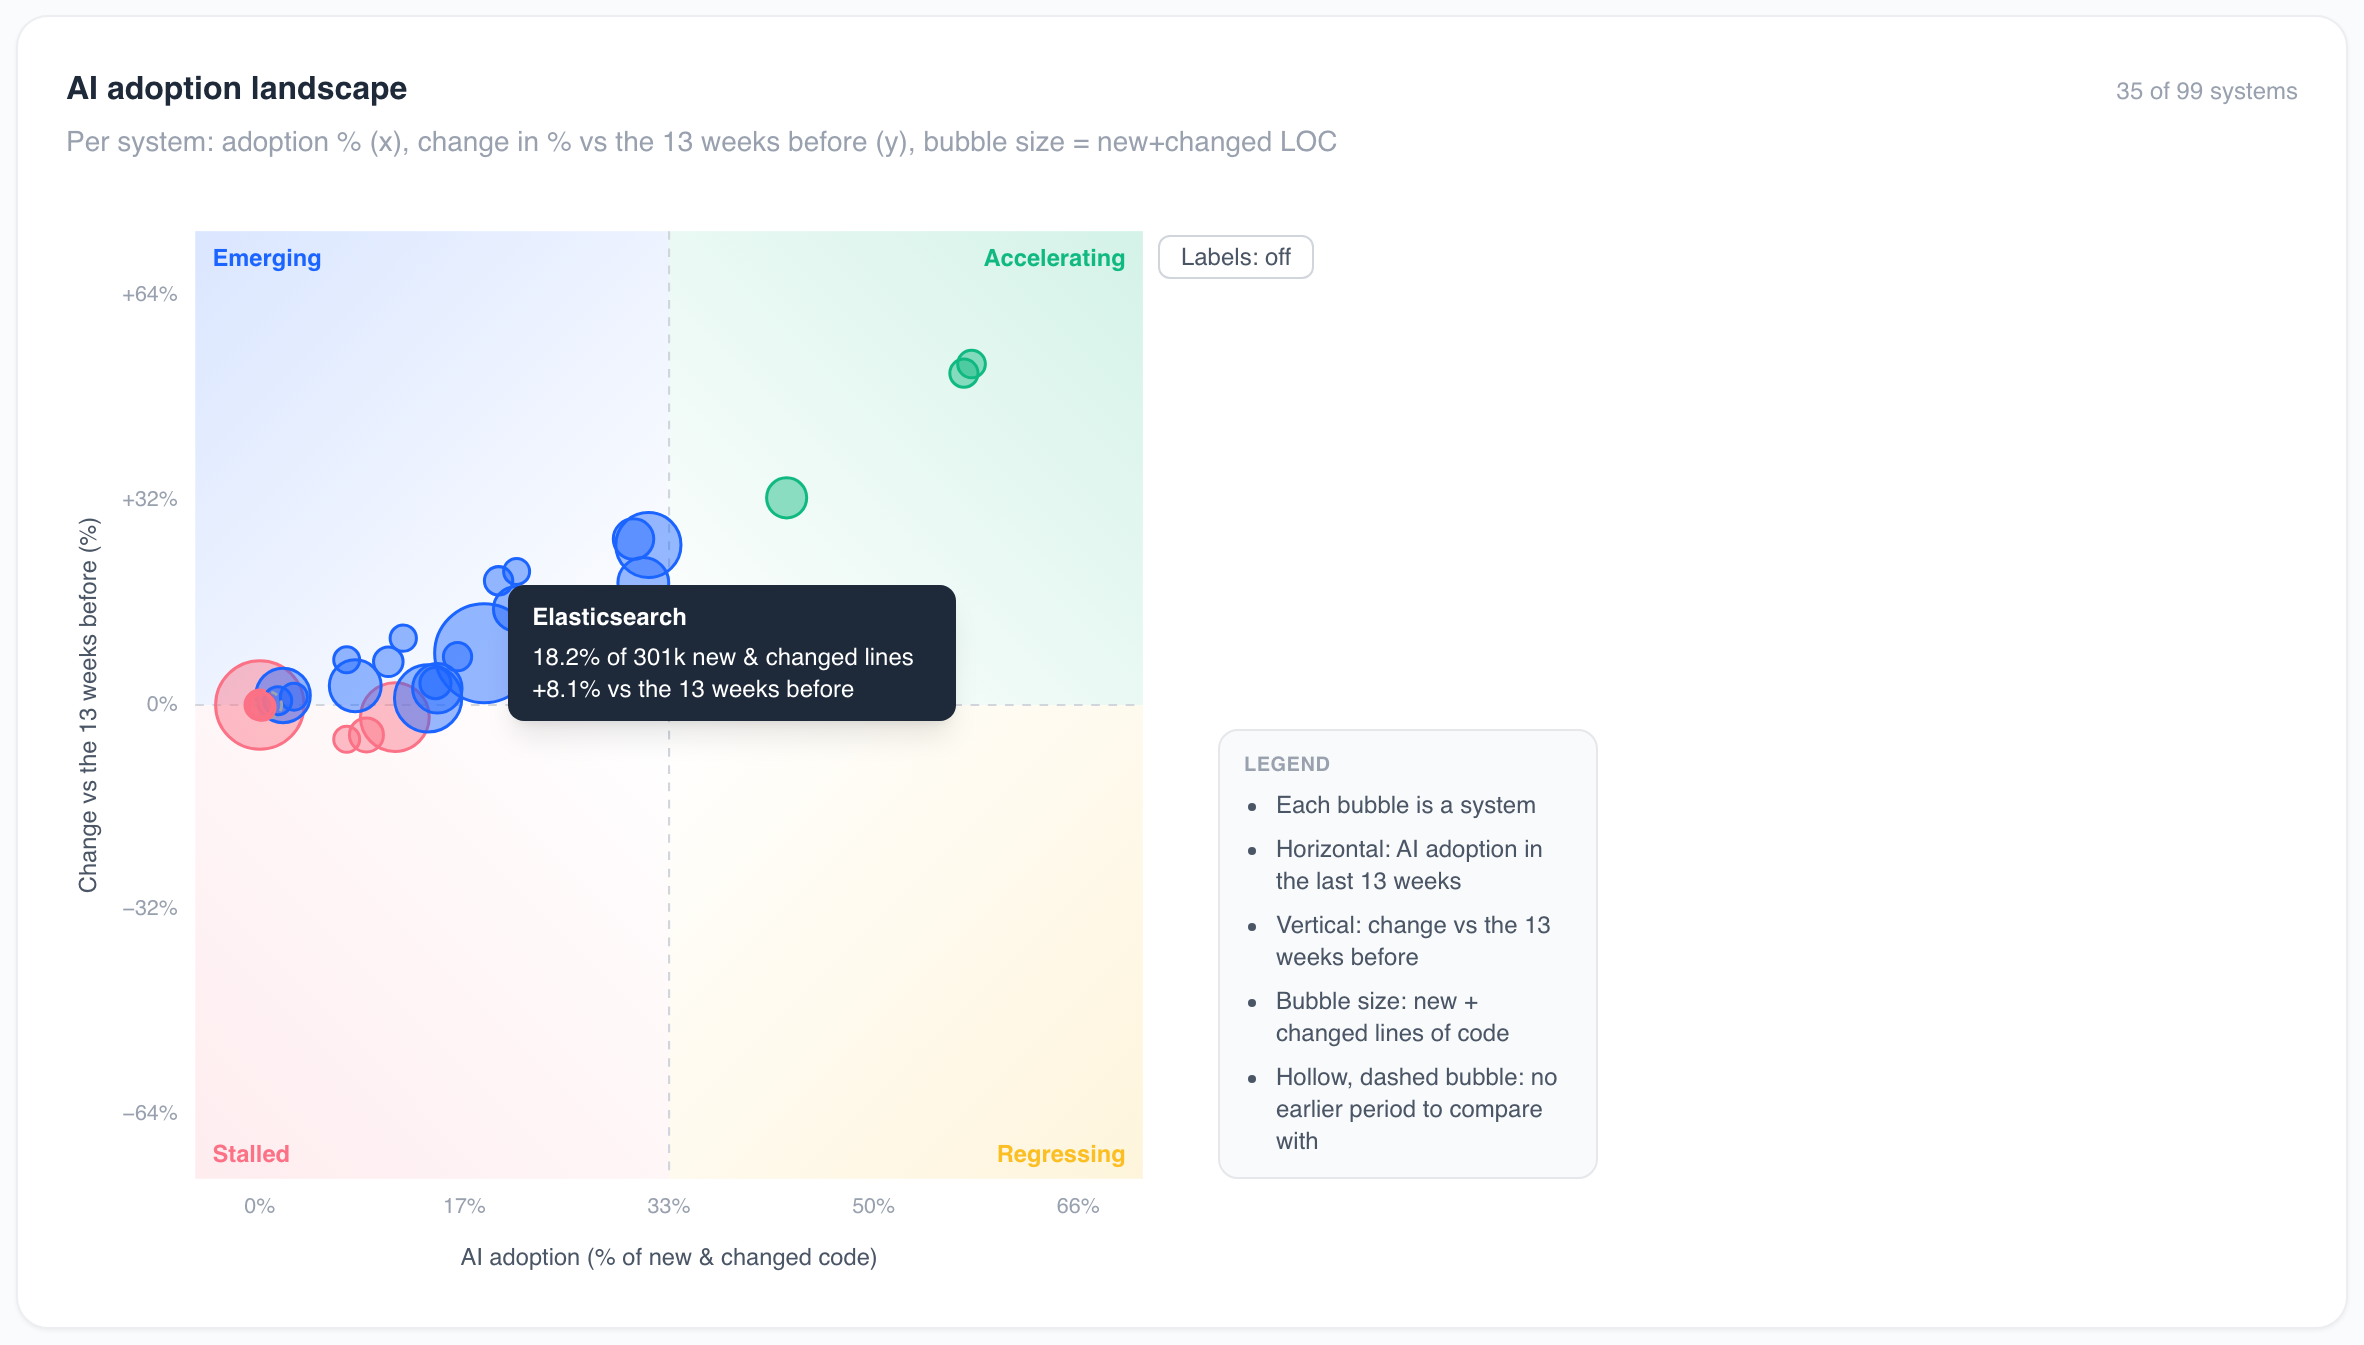 AI adoption landscape
35 of 99 systems
Per system: adoption % (x), change in % vs the 13 weeks before (y), bubble size = new+changed LOC
Emerging
Accelerating
Labels: off
+64%
+32%
0%
−32%
−64%
Change vs the 13 weeks before (%)
Elasticsearch
18.2% of 301k new & changed lines
+8.1% vs the 13 weeks before
Stalled
Regressing
0%
17%
33%
50%
66%
AI adoption (% of new & changed code)
LEGEND
• Each bubble is a system
• Horizontal: AI adoption in
the last 13 weeks
• Vertical: change vs the 13
weeks before
• Bubble size: new +
changed lines of code
• Hollow, dashed bubble: no
earlier period to compare
with